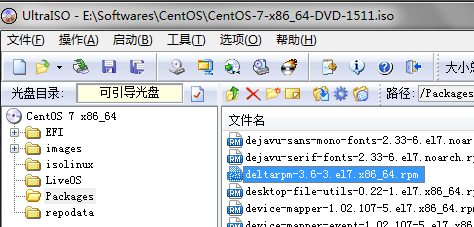 UltraISO - E:\Softwares\CentOS\CentOS-7-x86_64-DVD-1511.iso
文件(F) 操作(A) 启动(B) 工具(T) 选项(O) 帮助(H)
大小
光盘目录: 可引导光盘 路径: /Packages
CentOS 7 x86_64
EFI
images
isolinux
LiveOS
Packages
repodata
文件名
dejavu-sans-mono-fonts-2.33-6.el7.noar
dejavu-serif-fonts-2.33-6.el7.noarch.r
deltarpm-3.6-3.el7.x86_64.rpm
desktop-file-utils-0.22-1.el7.x86_64.r
device-mapper-1.02.107-5.el7.x86_64.rp
device-mapper-event-1.02.107-5.el7.x86